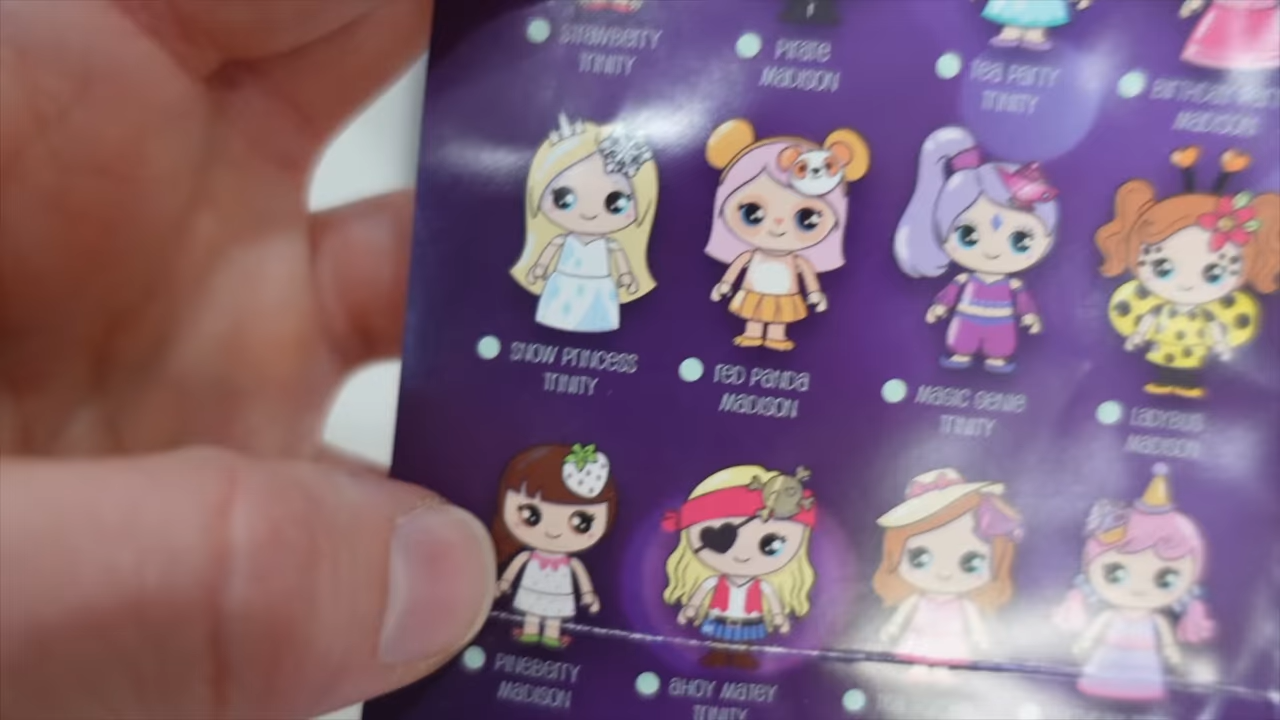 STRAWBERRY
TRINITY
PIRATE
MADISON
TEA PARTY
TRINITY
BIRTHDAY
MADISON
SNOW PRINCESS
TRINITY
RED PANDA
MADISON
MAGIC GENIE
TRINITY
LADYBUG
MADISON
PINEBERRY
MADISON
AHOY MATEY
TRINITY